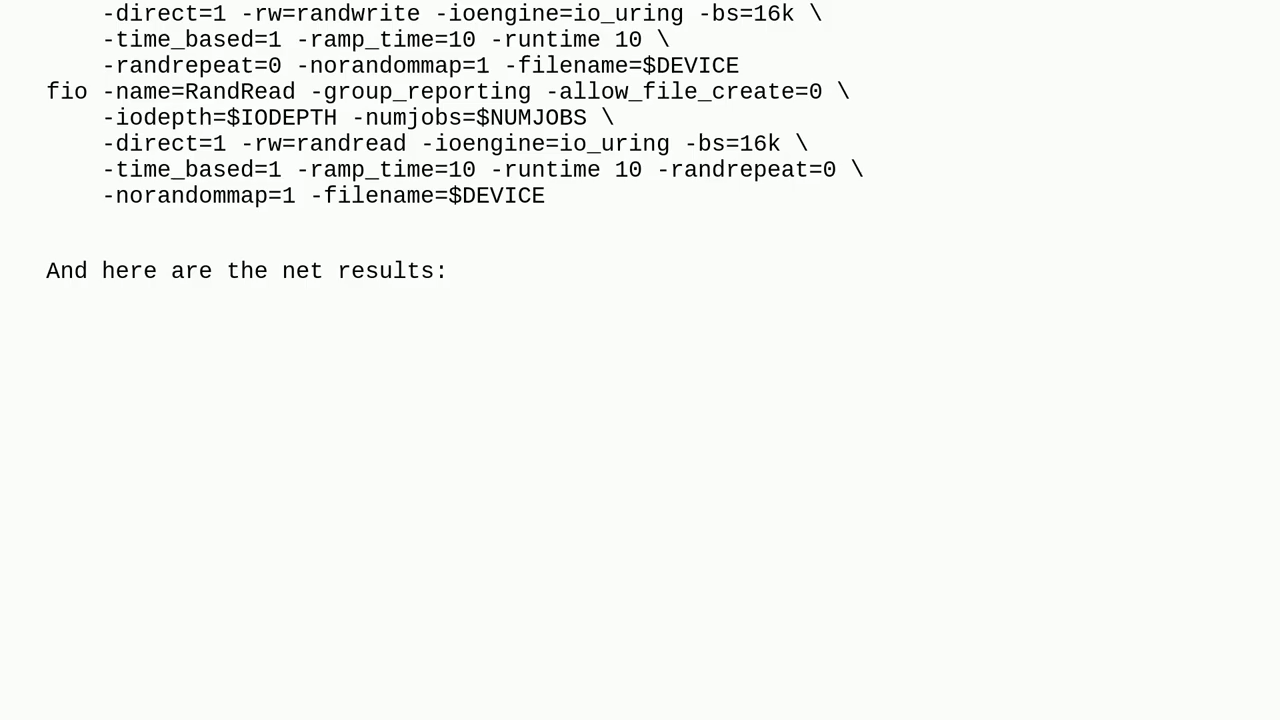 -direct=1 -rw=randwrite -ioengine=io_uring -bs=16k \
-time_based=1 -ramp_time=10 -runtime 10 \
-randrepeat=0 -norandommap=1 -filename=$DEVICE
fio -name=RandRead -group_reporting -allow_file_create=0 \
-iodepth=$IODEPTH -numjobs=$NUMJOBS \
-direct=1 -rw=randread -ioengine=io_uring -bs=16k \
-time_based=1 -ramp_time=10 -runtime 10 -randrepeat=0 \
-norandommap=1 -filename=$DEVICE
And here are the net results: